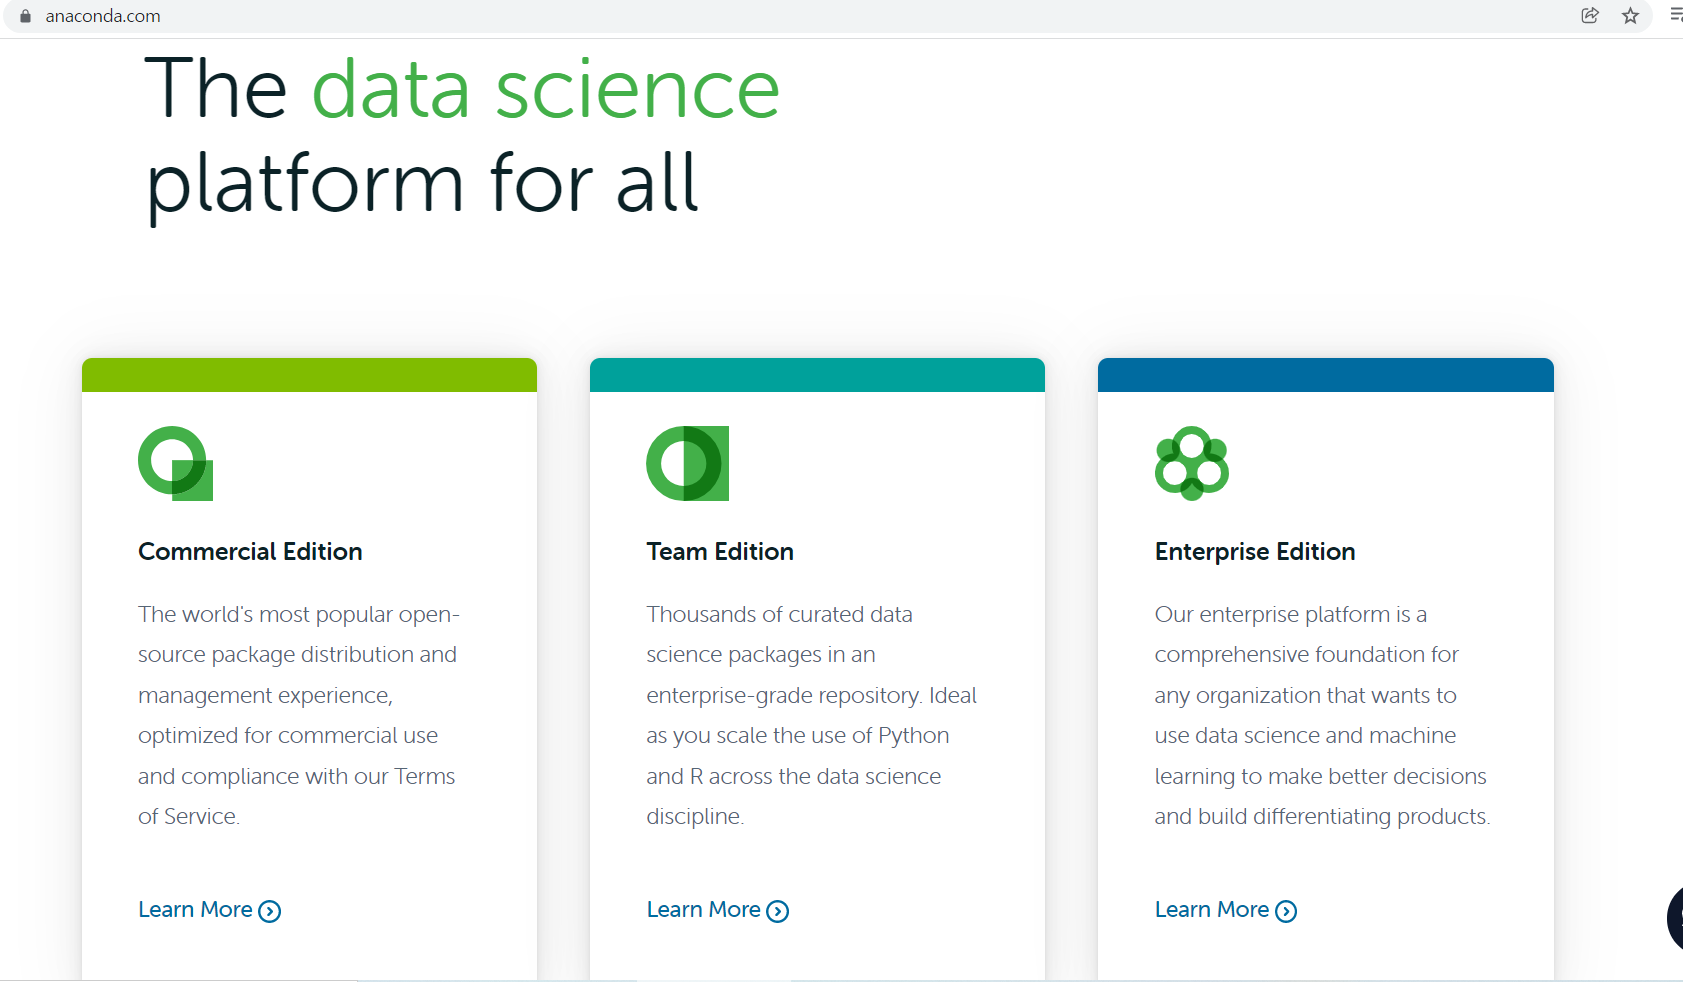 anaconda.com
The data science
platform for all
Commercial Edition
The world's most popular open-
source package distribution and
management experience,
optimized for commercial use
and compliance with our Terms
of Service.
Learn More
Team Edition
Thousands of curated data
science packages in an
enterprise-grade repository. Ideal
as you scale the use of Python
and R across the data science
discipline.
Learn More
Enterprise Edition
Our enterprise platform is a
comprehensive foundation for
any organization that wants to
use data science and machine
learning to make better decisions
and build differentiating products.
Learn More